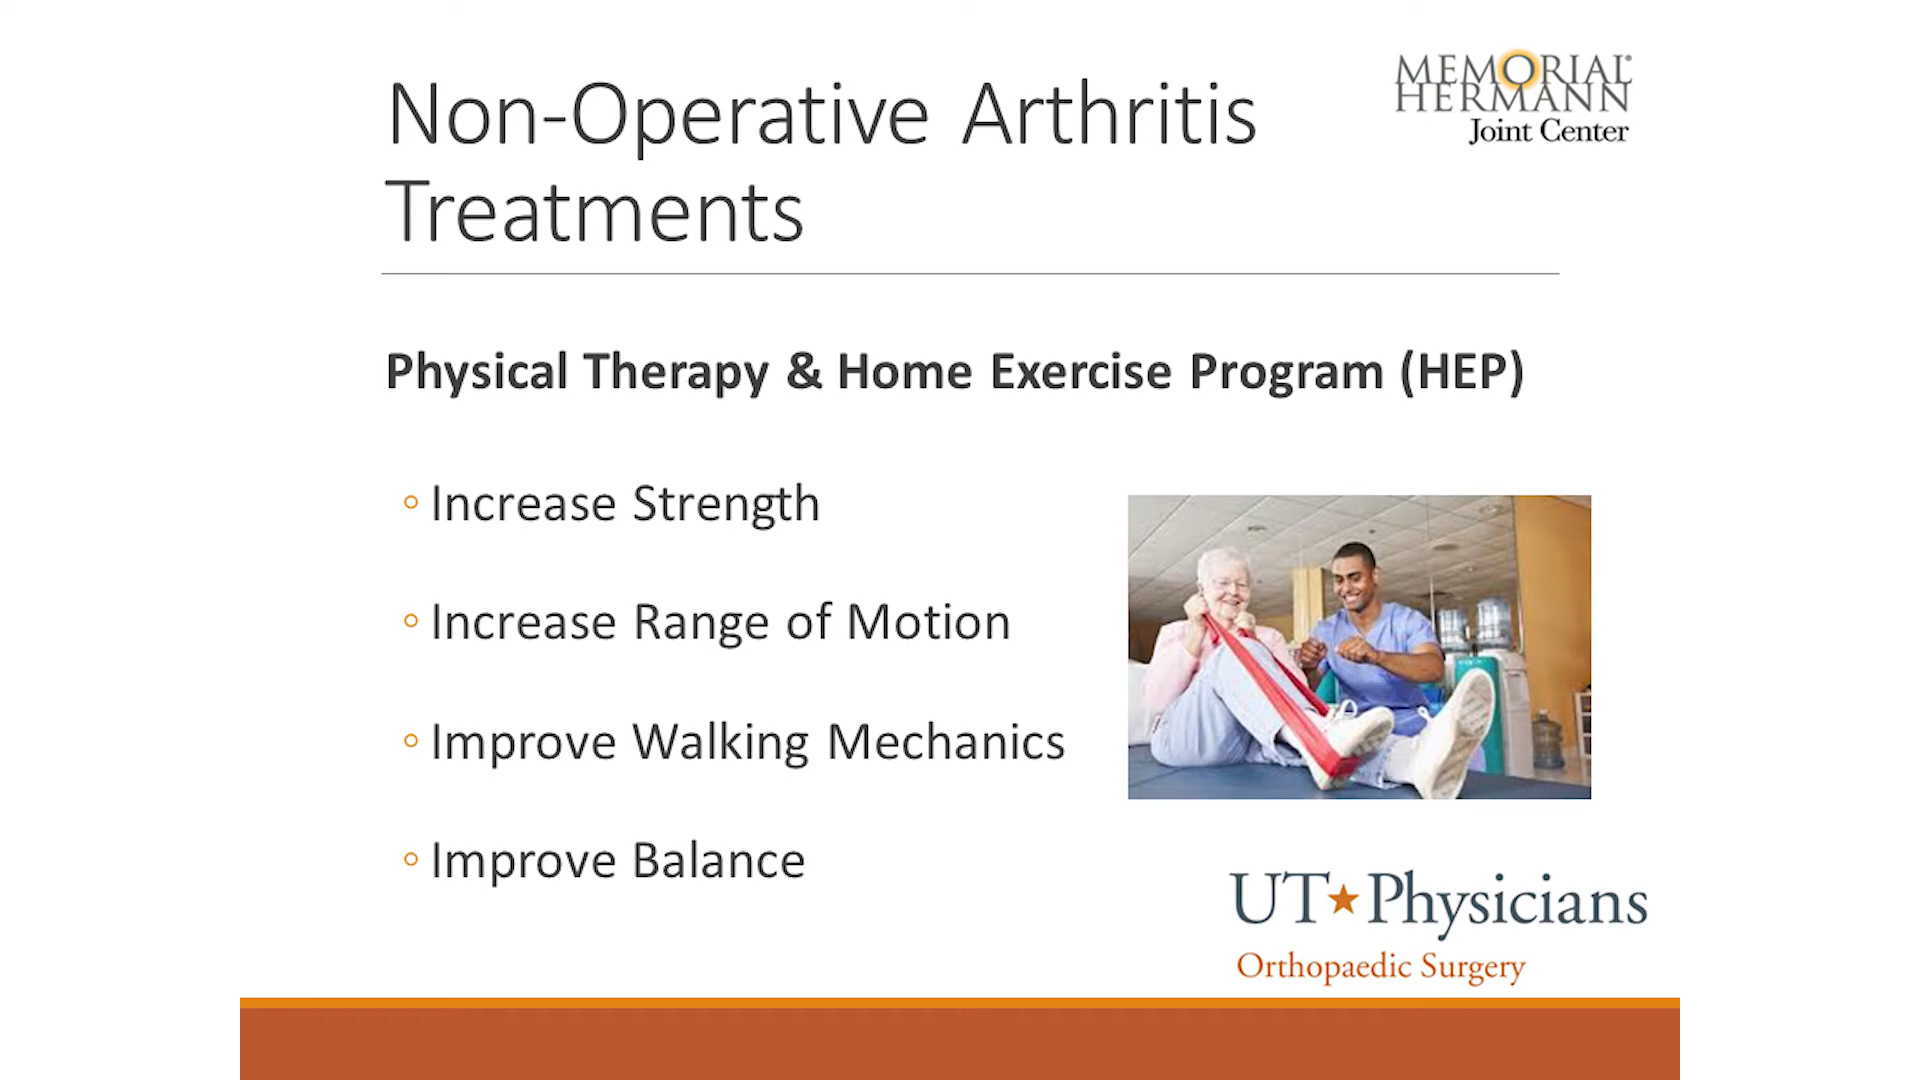 Non-Operative Arthritis
Treatments
MEMORIAL®
HERMANN
Joint Center
Physical Therapy & Home Exercise Program (HEP)
◦ Increase Strength
◦ Increase Range of Motion
◦ Improve Walking Mechanics
◦ Improve Balance
UT★Physicians
Orthopaedic Surgery